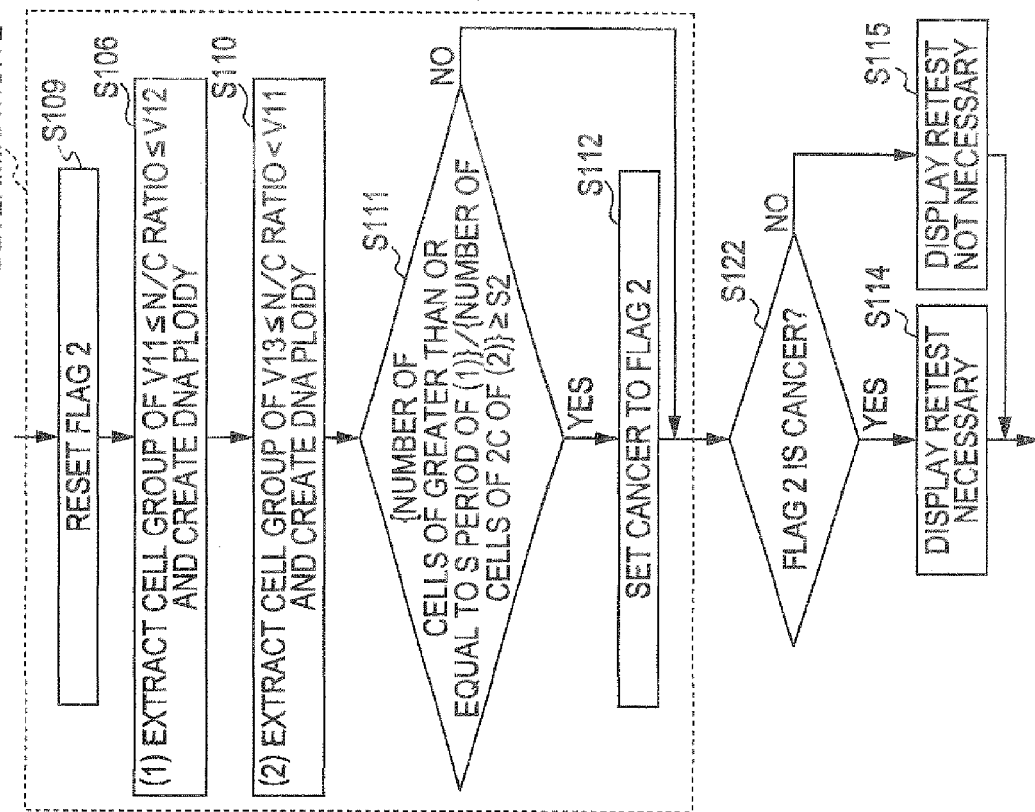 S109
RESET FLAG 2
S106
(1) EXTRACT CELL GROUP OF V11 ≤ N/C RATIO ≤ V12
AND CREATE DNA PLOIDY
S110
(2) EXTRACT CELL GROUP OF V13 ≤ N/C RATIO < V11
AND CREATE DNA PLOIDY
S111
{NUMBER OF
CELLS OF GREATER THAN OR
EQUAL TO S PERIOD OF (1)}/{NUMBER OF
CELLS OF 2C OF (2)} ≥ S2
NO
YES
S112
SET CANCER TO FLAG 2
S122
FLAG 2 IS CANCER?
NO
YES
S114
DISPLAY RETEST
NECESSARY
S115
DISPLAY RETEST
NOT NECESSARY